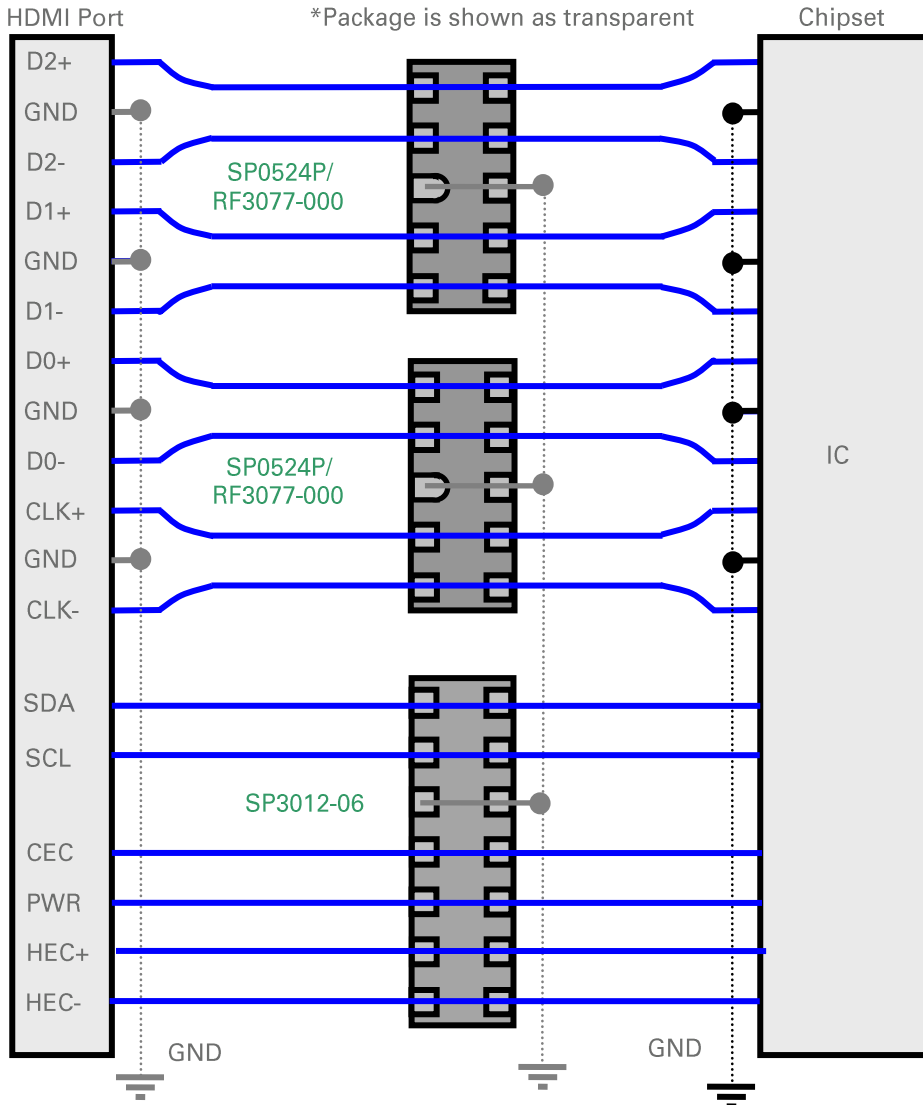 HDMI Port
*Package is shown as transparent
Chipset
D2+
GND
D2-
SP0524P/
RF3077-000
D1+
GND
D1-
D0+
GND
D0-
SP0524P/
RF3077-000
IC
CLK+
GND
CLK-
SDA
SCL
SP3012-06
CEC
PWR
HEC+
HEC-
GND
GND